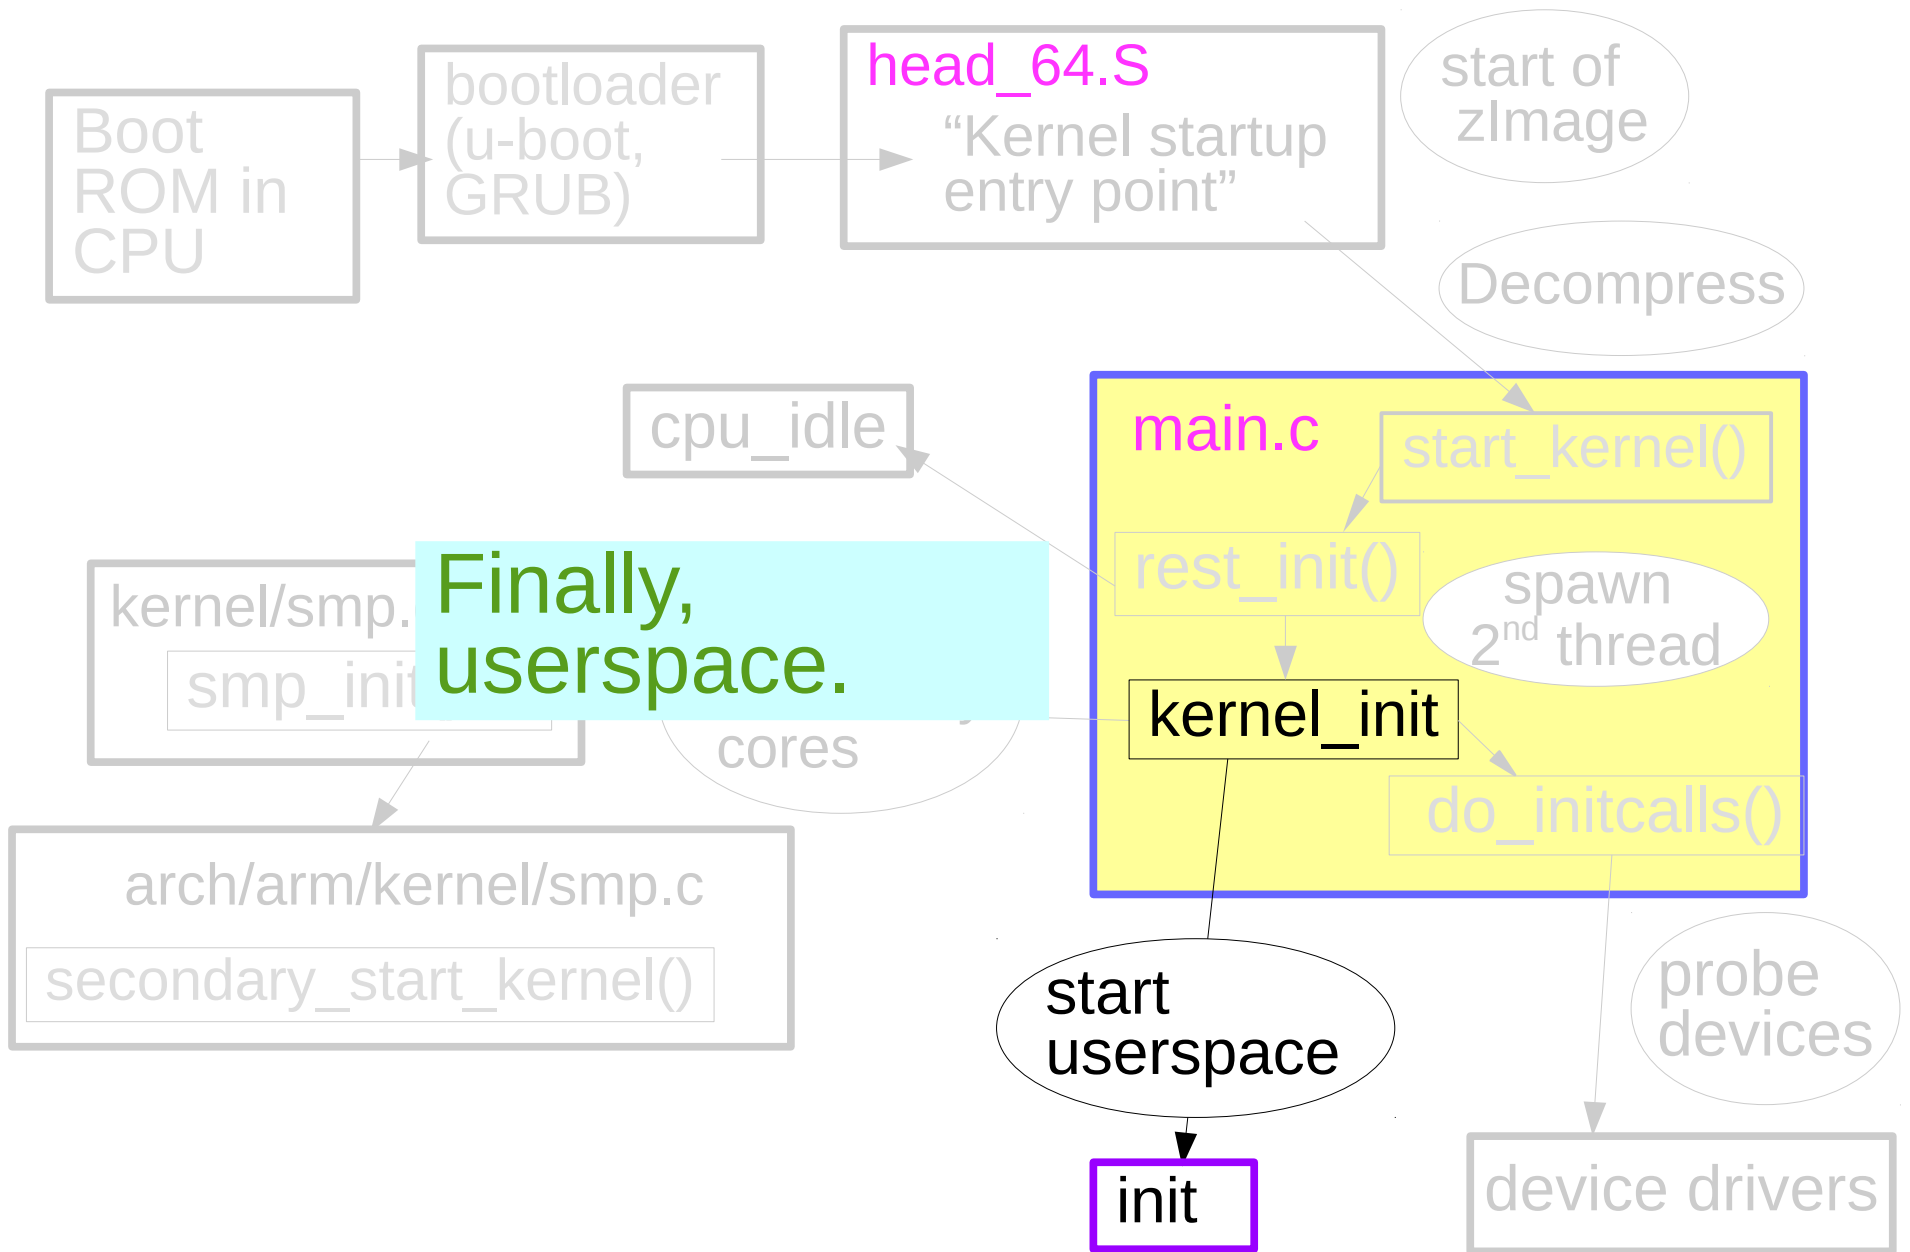 Boot
ROM in
CPU
bootloader
(u-boot,
GRUB)
head_64.S
“Kernel startup
entry point”
start of
zImage
Decompress
cpu_idle
main.c
start_kernel()
rest_init()
spawn
2nd thread
kernel_init
do_initcalls()
kernel/smp.
smp_init
Finally,
userspace.
cores
arch/arm/kernel/smp.c
secondary_start_kernel()
start
userspace
init
probe
devices
device drivers